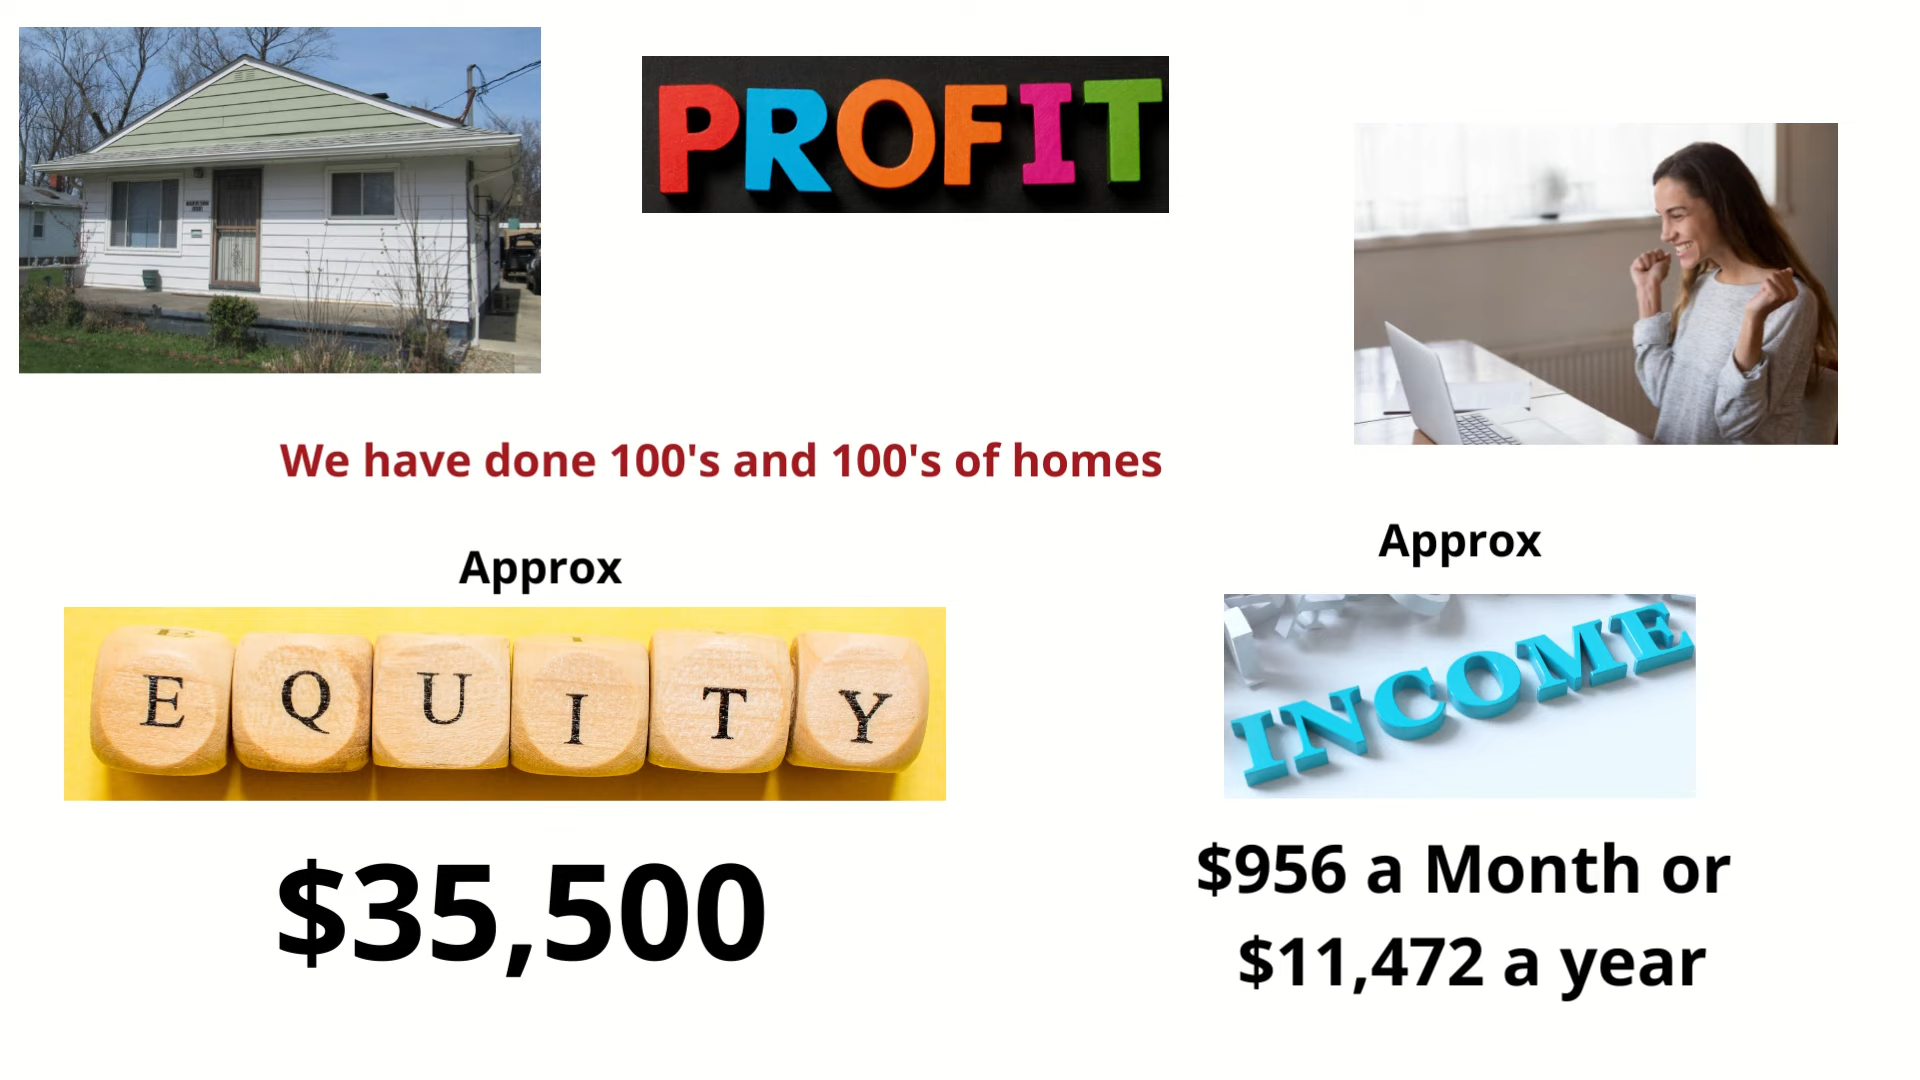 PROFIT
We have done 100's and 100's of homes
Approx
EQUITY
$35,500
Approx
INCOME
$956 a Month or
$11,472 a year